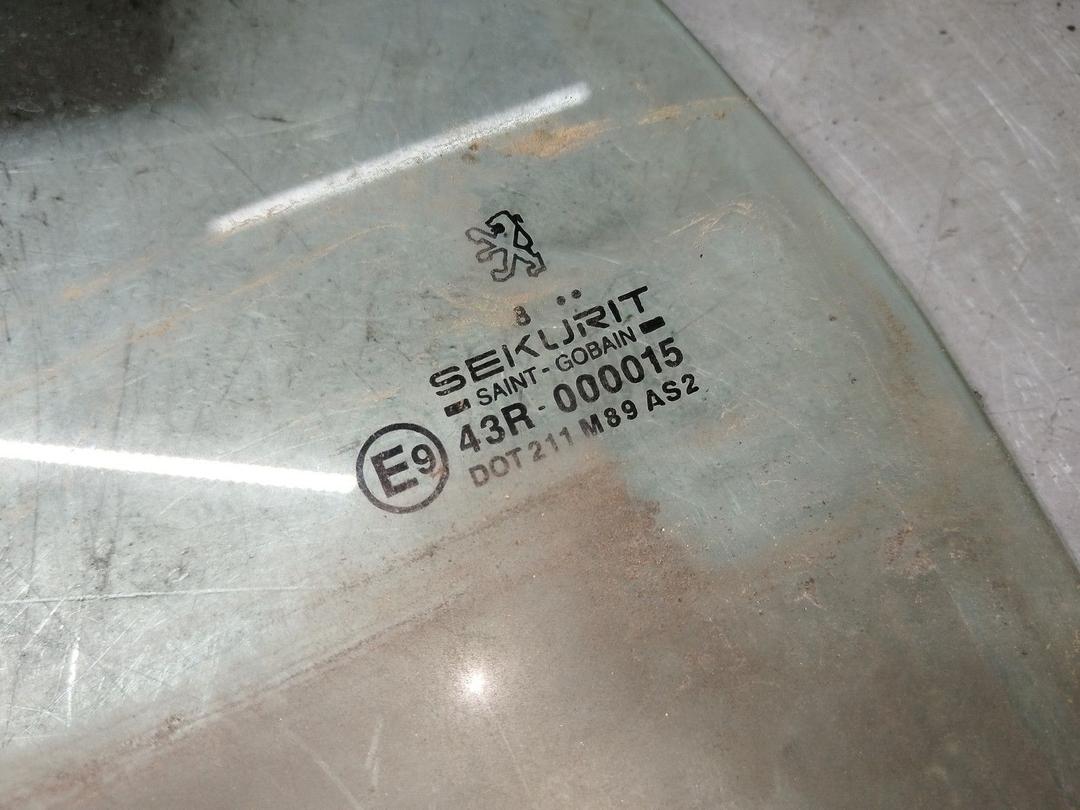 8 ••
SEKURIT
SAINT-GOBAIN
E9
43R-000015
DOT 211 M89 AS2